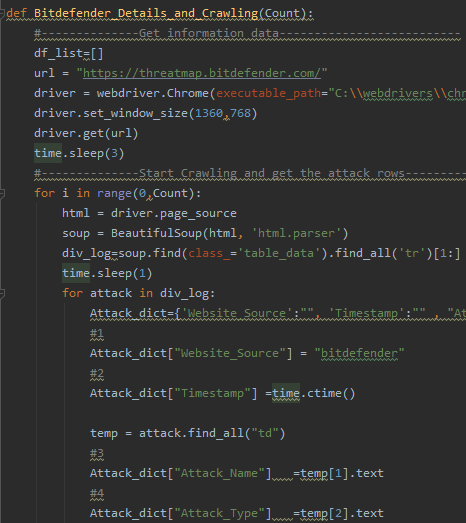 def Bitdefender_Details_and_Crawling(Count):
#--------------Get information data--------------------------
df_list=[]
url = "https://threatmap.bitdefender.com/"
driver = webdriver.Chrome(executable_path="C:\\webdrivers\\chr
driver.set_window_size(1360,768)
driver.get(url)
time.sleep(3)
#--------------Start Crawling and get the attack rows---------
for i in range(0,Count):
html = driver.page_source
soup = BeautifulSoup(html, 'html.parser')
div_log=soup.find(class_='table_data').find_all('tr')[1:]
time.sleep(1)
for attack in div_log:
Attack_dict={'Website_Source':"", 'Timestamp':"" , "At
#1
Attack_dict["Website_Source"] = "bitdefender"
#2
Attack_dict["Timestamp"] =time.ctime()
temp = attack.find_all("td")
#3
Attack_dict["Attack_Name"]   =temp[1].text
#4
Attack_dict["Attack_Type"]   =temp[2].text